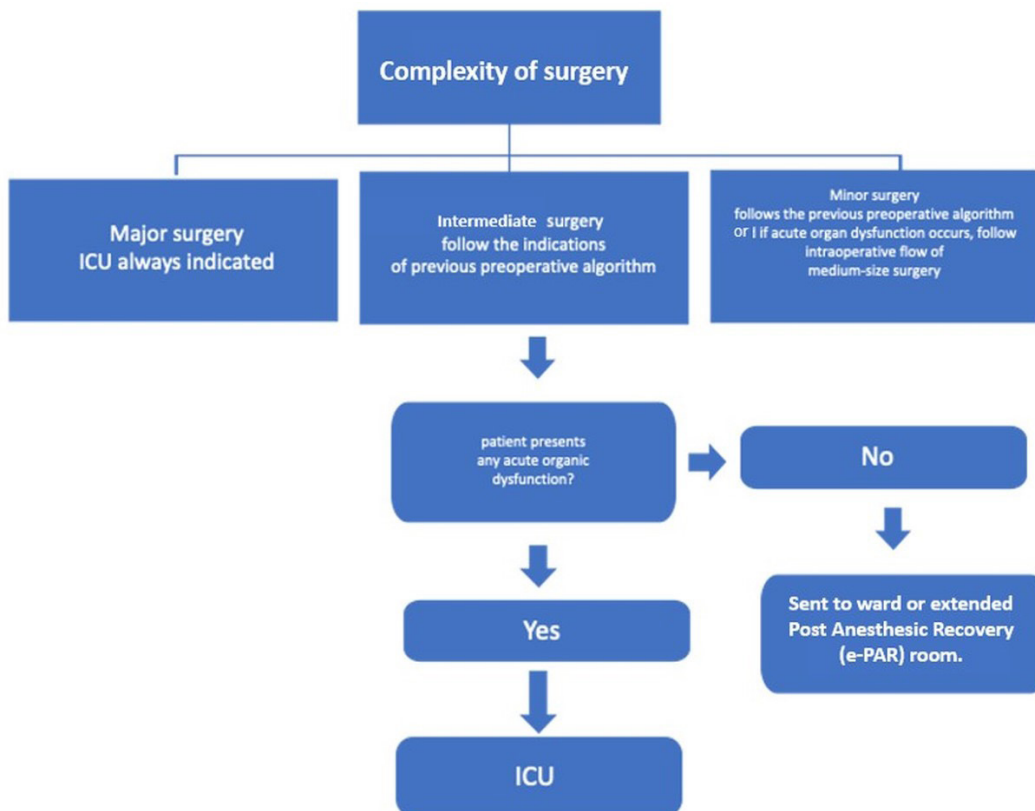 Complexity of surgery
Major surgery
ICU always indicated
Intermediate surgery
follow the indications
of previous preoperative algorithm
Minor surgery
follows the previous preoperative algorithm
or I if acute organ dysfunction occurs, follow
intraoperative flow of
medium-size surgery
patient presents
any acute organic
dysfunction?
No
Yes
Sent to ward or extended
Post Anesthesic Recovery
(e-PAR) room.
ICU